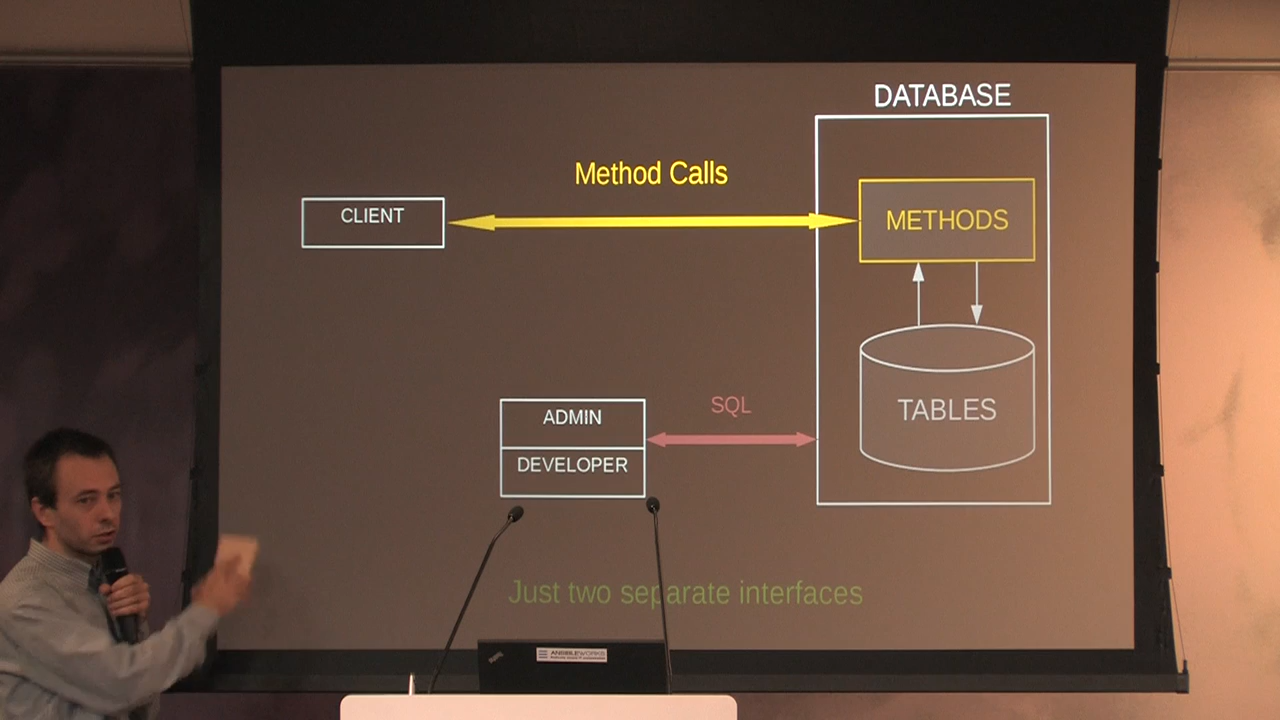 DATABASE
Method Calls
CLIENT
METHODS
SQL
ADMIN
TABLES
DEVELOPER
Just two separate interfaces
ANSIBLEWORKS